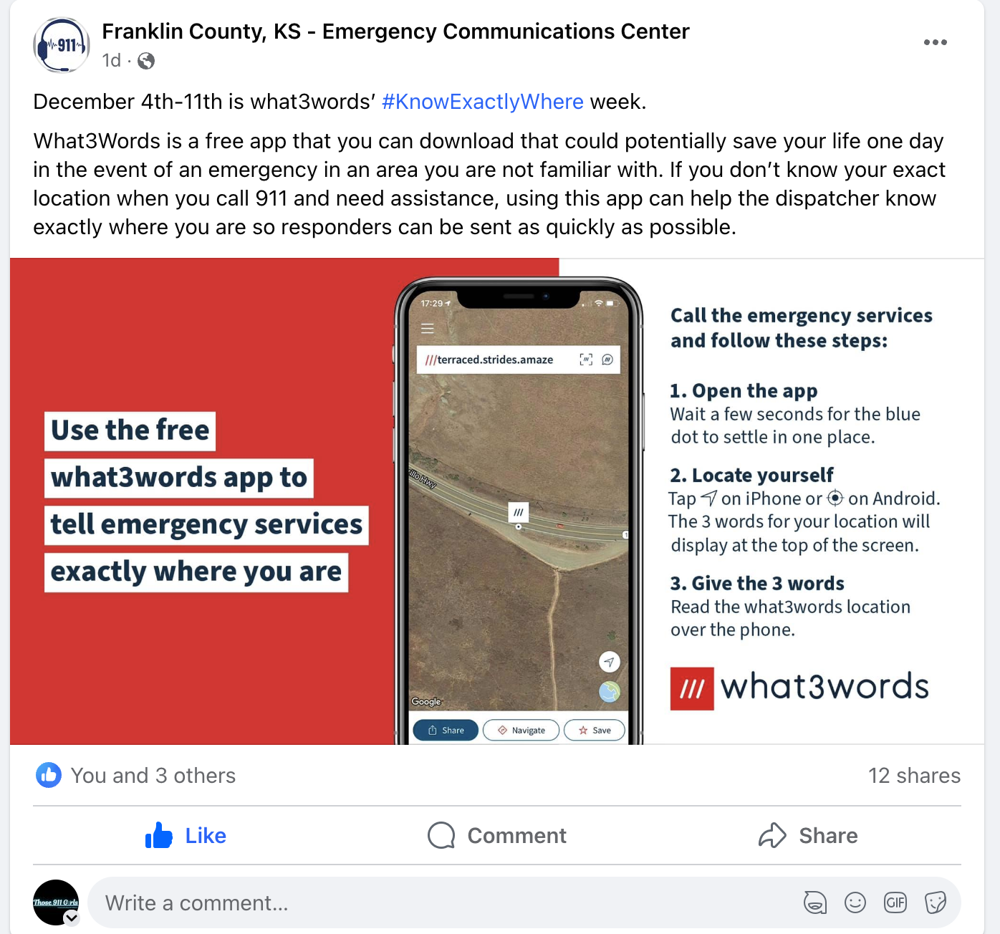 911
Franklin County, KS - Emergency Communications Center
1d ·
December 4th-11th is what3words’ #KnowExactlyWhere week.
What3Words is a free app that you can download that could potentially save your life one day
in the event of an emergency in an area you are not familiar with. If you don’t know your exact
location when you call 911 and need assistance, using this app can help the dispatcher know
exactly where you are so responders can be sent as quickly as possible.
Use the free
what3words app to
tell emergency services
exactly where you are
17:29
///terraced.strides.amaze
Hwy
///
1
Google
Share
Navigate
Save
Call the emergency services
and follow these steps:
1. Open the app
Wait a few seconds for the blue
dot to settle in one place.
2. Locate yourself
Tap on iPhone or on Android.
The 3 words for your location will
display at the top of the screen.
3. Give the 3 words
Read the what3words location
over the phone.
/// what3words
You and 3 others
12 shares
Like
Comment
Share
Those 911 Girls
Write a comment...
GIF